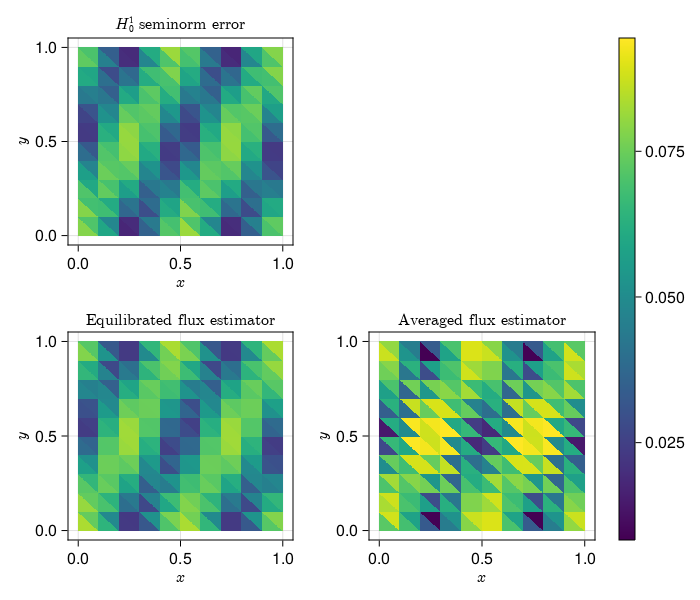 H¹₀ seminorm error
1.0
0.5
0.0
y
0.0 0.5 1.0
x
0.075
0.050
0.025
Equilibrated flux estimator
1.0
0.5
0.0
y
0.0 0.5 1.0
x
Averaged flux estimator
1.0
0.5
0.0
y
0.0 0.5 1.0
x